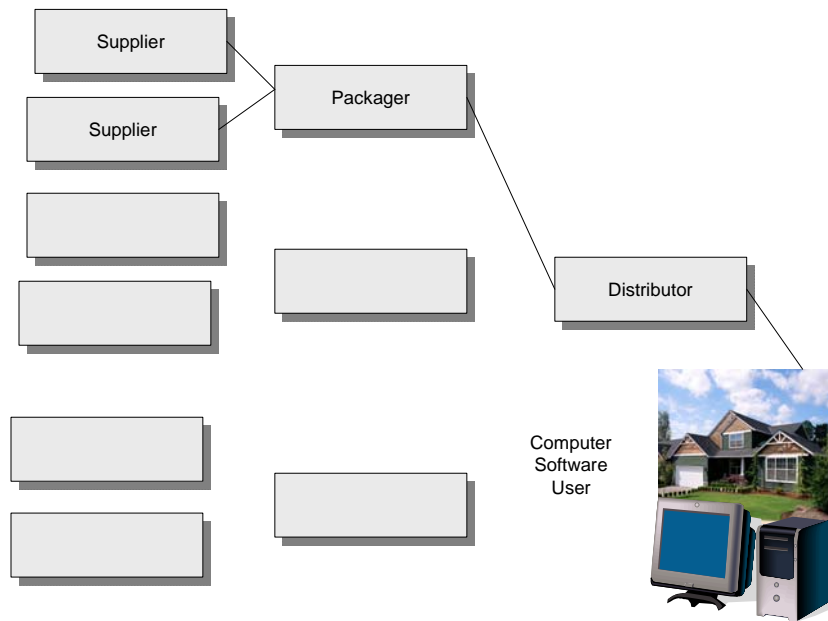 Supplier
Packager
Supplier
Distributor
Computer
Software
User